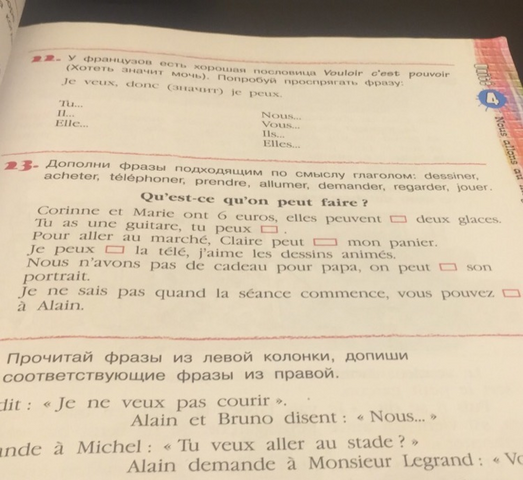 22. У французов есть хорошая пословица Vouloir c'est pouvoir
(Хотеть значит мочь). Попробуй проспрягать фразу:
Je veux, donc (значит) je peux.
Tu...
Il...
Elle...
Nous...
Vous...
Ils...
Elles...
23. Дополни фразы подходящим по смыслу глаголом: dessiner,
acheter, téléphoner, prendre, allumer, demander, regarder, jouer.
Qu'est-ce qu'on peut faire ?
Corinne et Marie ont 6 euros, elles peuvent deux glaces.
Tu as une guitare, tu peux .
Pour aller au marché, Claire peut mon panier.
Je peux la télé, j'aime les dessins animés.
Nous n'avons pas de cadeau pour papa, on peut son
portrait.
Je ne sais pas quand la séance commence, vous pouvez
à Alain.
Прочитай фразы из левой колонки, допиши
соответствующие фразы из правой.
dit : « Je ne veux pas courir ».
Alain et Bruno disent : « Nous... »
ande à Michel : « Tu veux aller au stade ? »
Alain demande à Monsieur Legrand : « Vo
4
Nous allons au